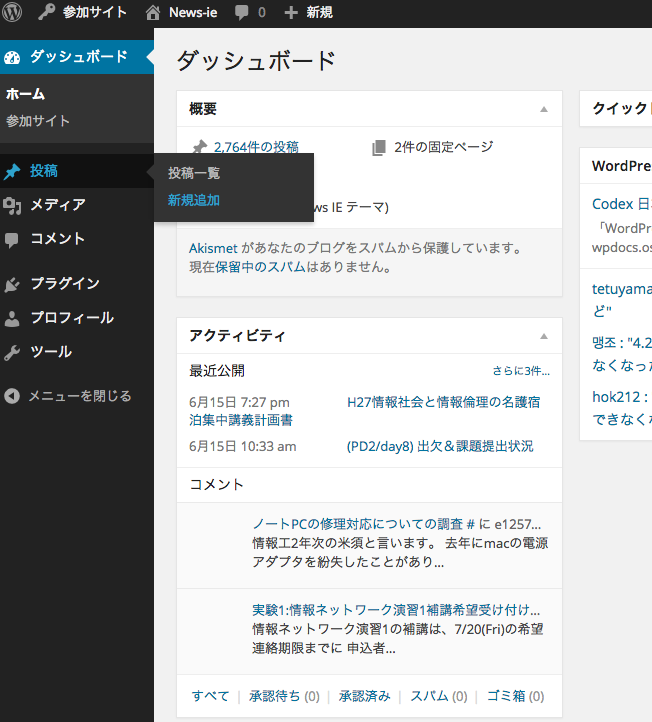 参加サイト News-ie 0 新規
ダッシュボード
ホーム
参加サイト
投稿
投稿一覧
新規追加
メディア
コメント
プラグイン
プロフィール
ツール
メニューを閉じる
ダッシュボード
概要
2,764件の投稿 2件の固定ページ
ws IE テーマ)
Akismet があなたのブログをスパムから保護しています。
現在保留中のスパムはありません。
アクティビティ
最近公開 さらに3件...
6月15日 7:27 pm H27情報社会と情報倫理の名護宿
泊集中講義計画書
6月15日 10:33 am (PD2/day8) 出欠＆課題提出状況
コメント
ノートPCの修理対応についての調査 # に e1257...
情報工2年次の米須と言います。 去年にmacの電源
アダプタを紛失したことがあり...
実験1:情報ネットワーク演習1補講希望受け付け...
情報ネットワーク演習1の補講は、7/20(Fri)の希望
連絡期限までに 申込者...
すべて | 承認待ち (0) | 承認済み | スパム (0) | ゴミ箱 (0)
クイック
WordPre
Codex 日
「WordPr
wpdocs.os
tetuyama
ど"
맹조 : "4.2
なくなった
hok212 :
できなくな